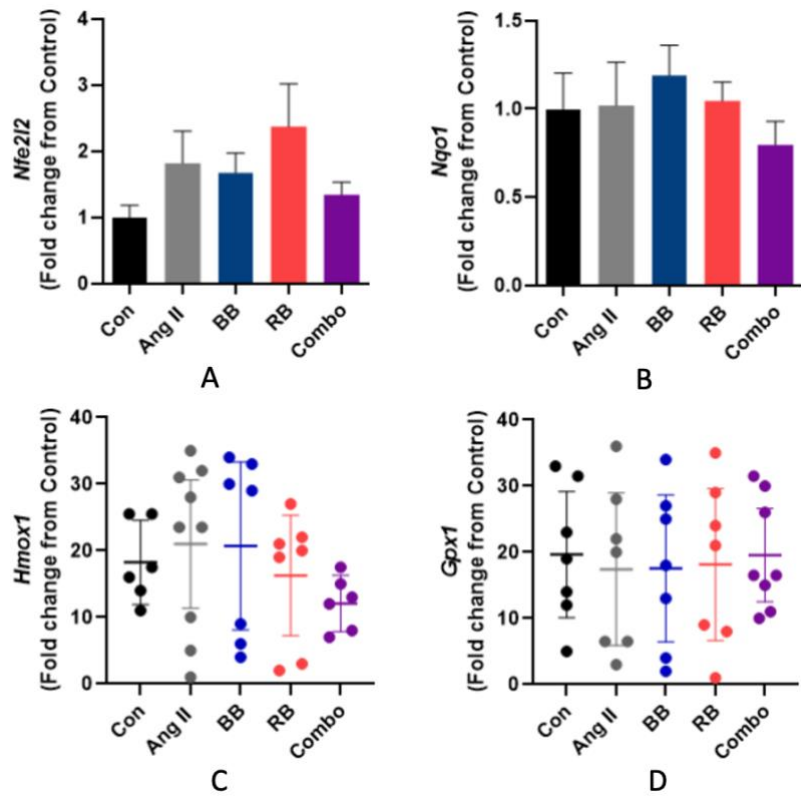 Nfe2l2
(Fold change from Control)
4
3
2
1
0
Con
Ang II
BB
RB
Combo
A
Nqo1
(Fold change from Control)
1.5
1.0
0.5
0.0
Con
Ang II
BB
RB
Combo
B
Hmox1
(Fold change from Control)
40
30
20
10
0
Con
Ang II
BB
RB
Combo
C
Gpx1
(Fold change from Control)
40
30
20
10
0
Con
Ang II
BB
RB
Combo
D